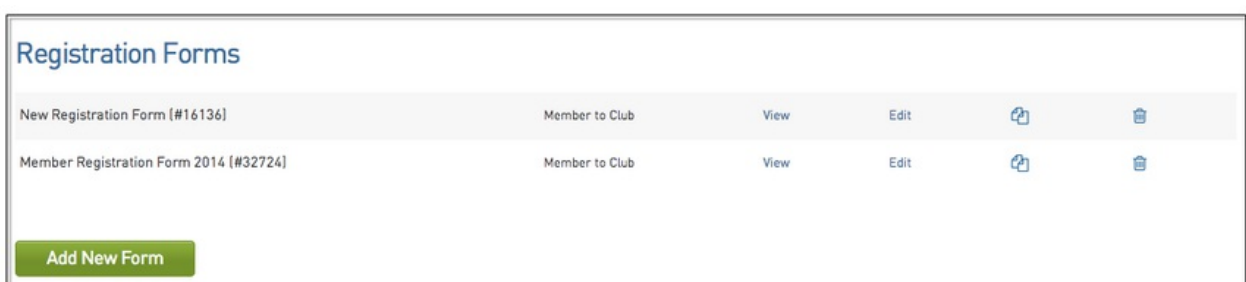 Registration Forms
New Registration Form [#16136] Member to Club View Edit
Member Registration Form 2014 [#32724] Member to Club View Edit
Add New Form